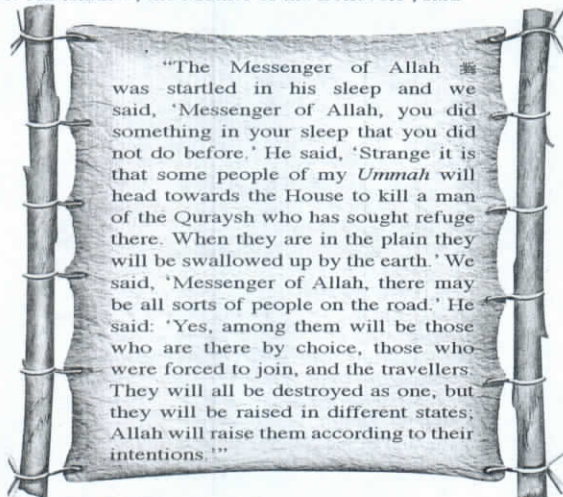 "The Messenger of Allah ﷺ
was startled in his sleep and we
said, 'Messenger of Allah, you did
something in your sleep that you did
not do before.' He said, 'Strange it is
that some people of my Ummah will
head towards the House to kill a man
of the Quraysh who has sought refuge
there. When they are in the plain they
will be swallowed up by the earth.' We
said, 'Messenger of Allah, there may
be all sorts of people on the road.' He
said: 'Yes, among them will be those
who are there by choice, those who
were forced to join, and the travellers.
They will all be destroyed as one, but
they will be raised in different states;
Allah will raise them according to their
intentions.'"